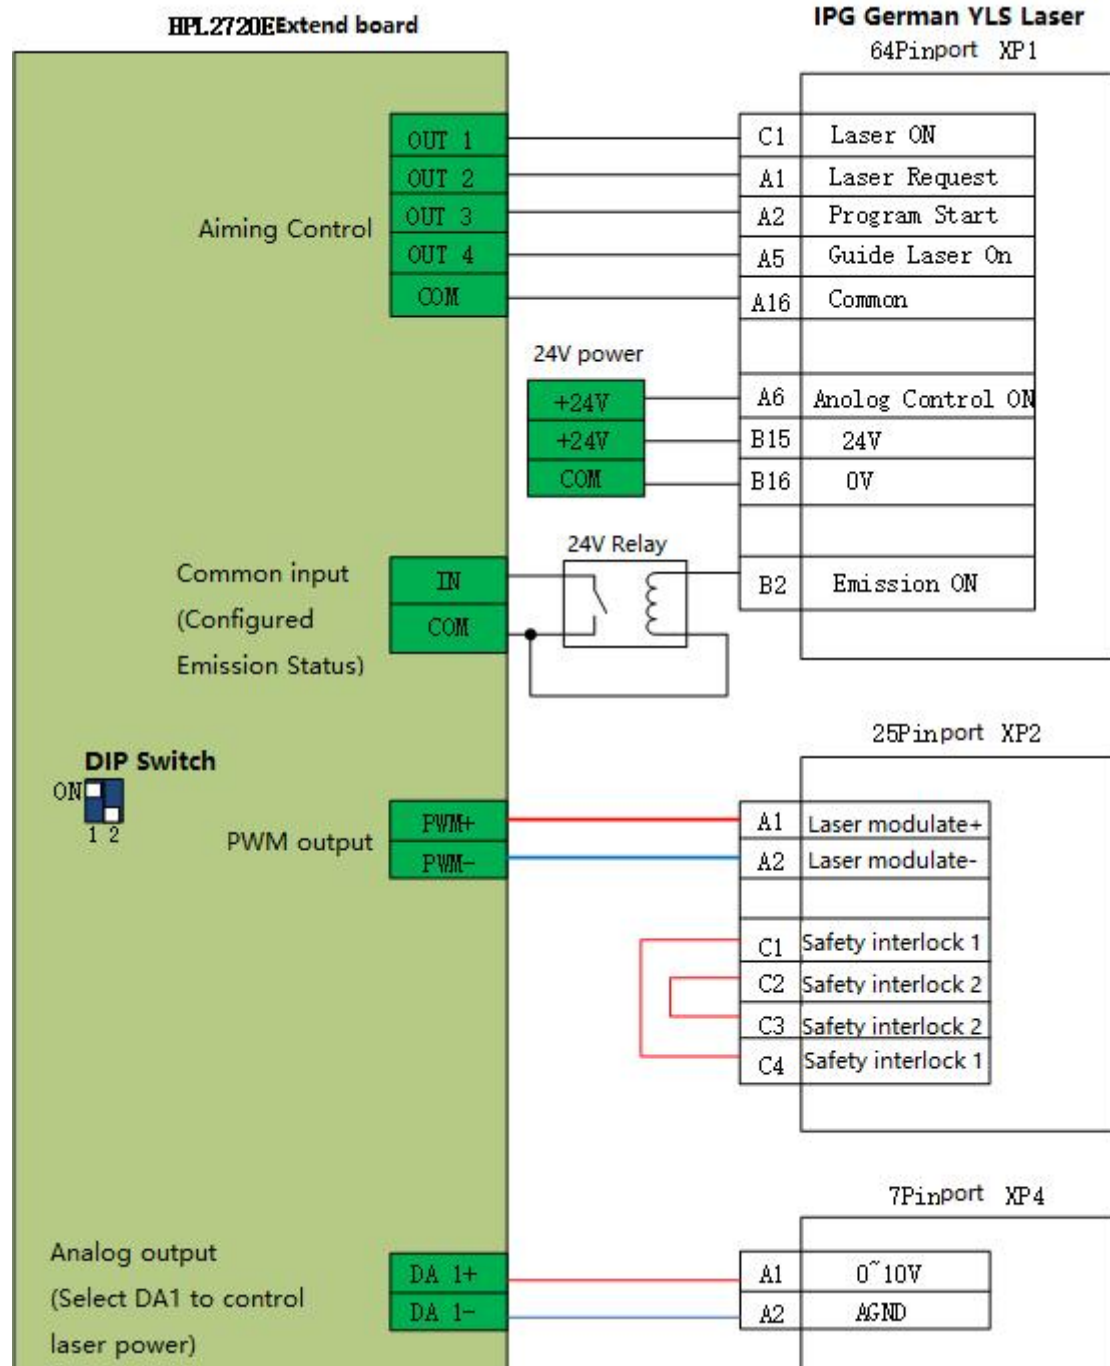 HPL2720EExtend board
IPG German YLS Laser
64Pinport XP1
Aiming Control
OUT 1
OUT 2
OUT 3
OUT 4
COM
C1 Laser ON
A1 Laser Request
A2 Program Start
A5 Guide Laser On
A16 Common
24V power
+24V
+24V
COM
A6 Anolog Control ON
B15 24V
B16 0V
24V Relay
Common input
(Configured
Emission Status)
IN
COM
B2 Emission ON
25Pinport XP2
DIP Switch
ON
1 2
PWM output
PWM+
PWM-
A1 Laser modulate+
A2 Laser modulate-
C1 Safety interlock 1
C2 Safety interlock 2
C3 Safety interlock 2
C4 Safety interlock 1
7Pinport XP4
Analog output
(Select DA1 to control
laser power)
DA 1+
DA 1-
A1 0~10V
A2 AGND